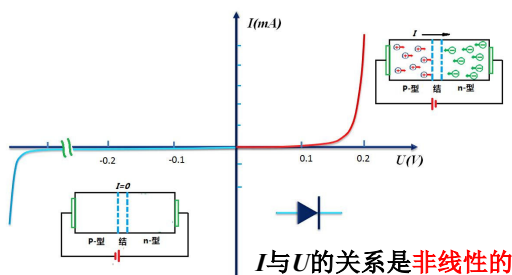 I(mA)
I
P-型 结 n-型
-0.2 -0.1 0.1 0.2 U(V)
I=0
P-型 结 n-型
I与U的关系是非线性的